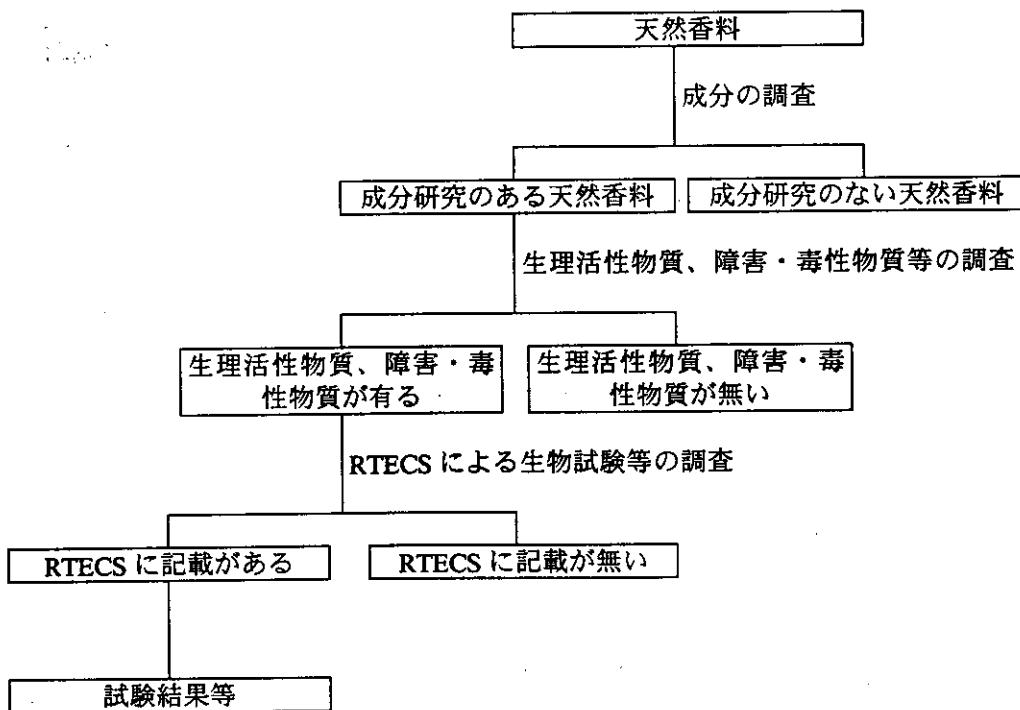 天然香料
成分の調査
成分研究のある天然香料
成分研究のない天然香料
生理活性物質、障害・毒性物質等の調査
生理活性物質、障害・毒
性物質が有る
生理活性物質、障害・毒
性物質が無い
RTECS による生物試験等の調査
RTECS に記載がある
RTECS に記載が無い
試験結果等